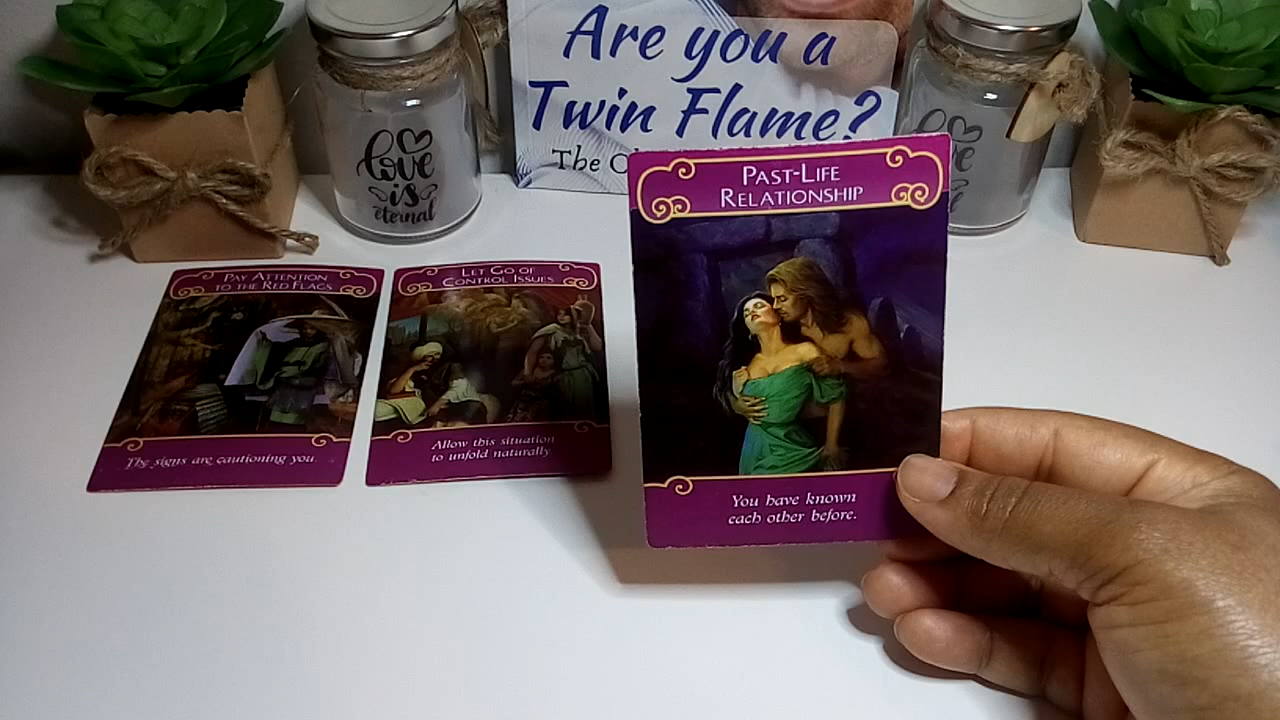 Are you a
Twin Flame?
The
love
is
eternal
PAST-LIFE
RELATIONSHIP
You have known
each other before.
PAY ATTENTION
TO THE RED FLAGS
The signs are cautioning you.
LET GO OF
CONTROL ISSUES
Allow this situation
to unfold naturally